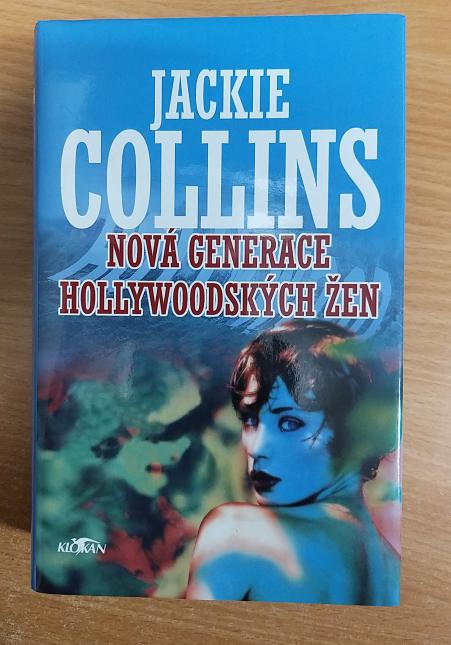 JACKIE
COLLINS
NOVÁ GENERACE
HOLLYWOODSKÝCH ŽEN
KLOKAN